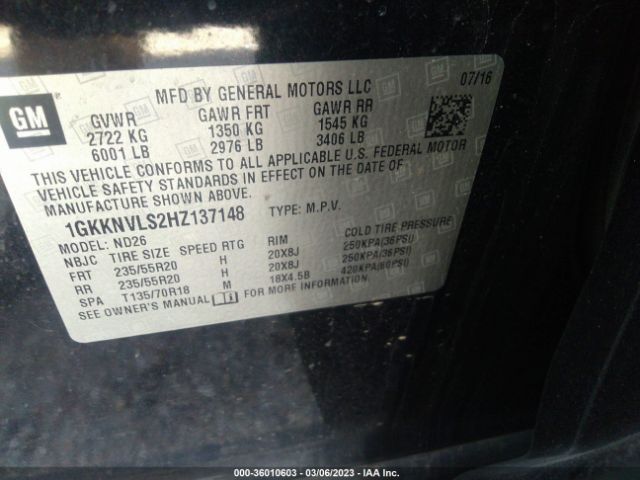 GM
MFD BY GENERAL MOTORS LLC 07/16
GVWR GAWR FRT GAWR RR
2722 KG 1350 KG 1545 KG
6001 LB 2976 LB 3406 LB
THIS VEHICLE CONFORMS TO ALL APPLICABLE U.S. FEDERAL MOTOR
VEHICLE SAFETY STANDARDS IN EFFECT ON THE DATE OF
MANUFACTURE SHOWN ABOVE.
1GKKNVLS2HZ137148 TYPE: M.P.V.
MODEL: ND26
NBJC TIRE SIZE SPEED RTG RIM COLD TIRE PRESSURE
FRT 235/55R20 H 20X8J 250KPA(36PSI)
RR 235/55R20 H 20X8J 250KPA(36PSI)
SPA T135/70R18 M 18X4.5B 420KPA(60PSI)
SEE OWNER'S MANUAL FOR MORE INFORMATION.
000-36010603 — 03/06/2023 — IAA Inc.